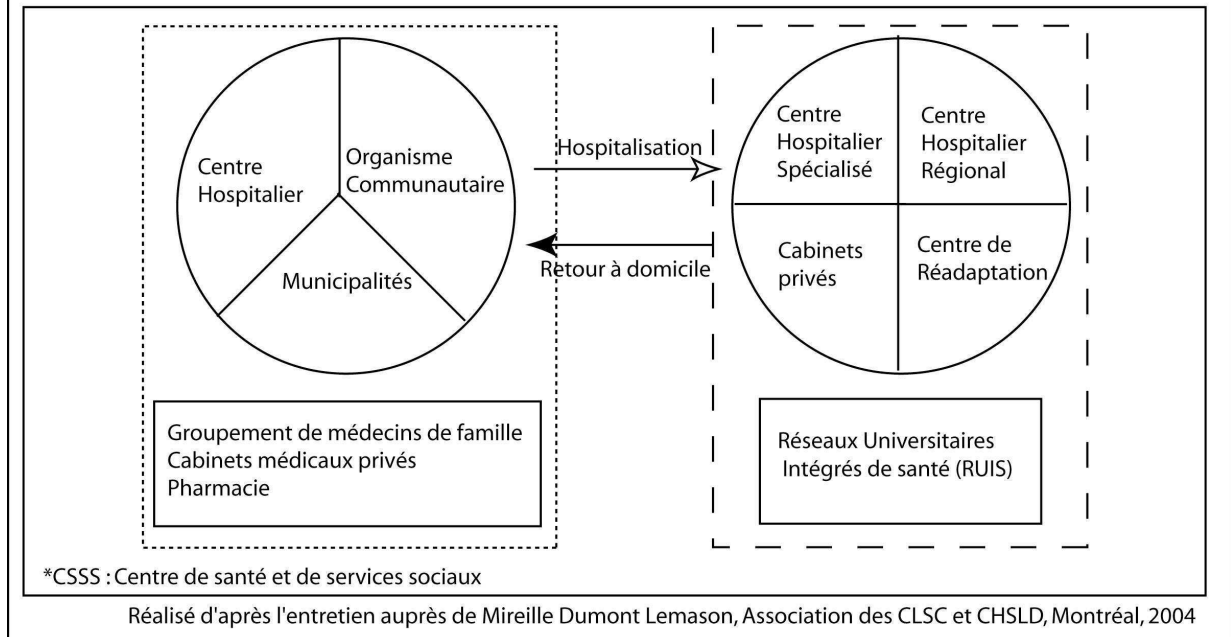 Centre
Hospitalier
Organisme
Communautaire
Municipalités
Groupement de médecins de famille
Cabinets médicaux privés
Pharmacie
Hospitalisation
Retour à domicile
Centre
Hospitalier
Spécialisé
Centre
Hospitalier
Régional
Cabinets
privés
Centre de
Réadaptation
Réseaux Universitaires
Intégrés de santé (RUIS)
*CSSS : Centre de santé et de services sociaux
Réalisé d'après l'entretien auprès de Mireille Dumont Lemason, Association des CLSC et CHSLD, Montréal, 2004